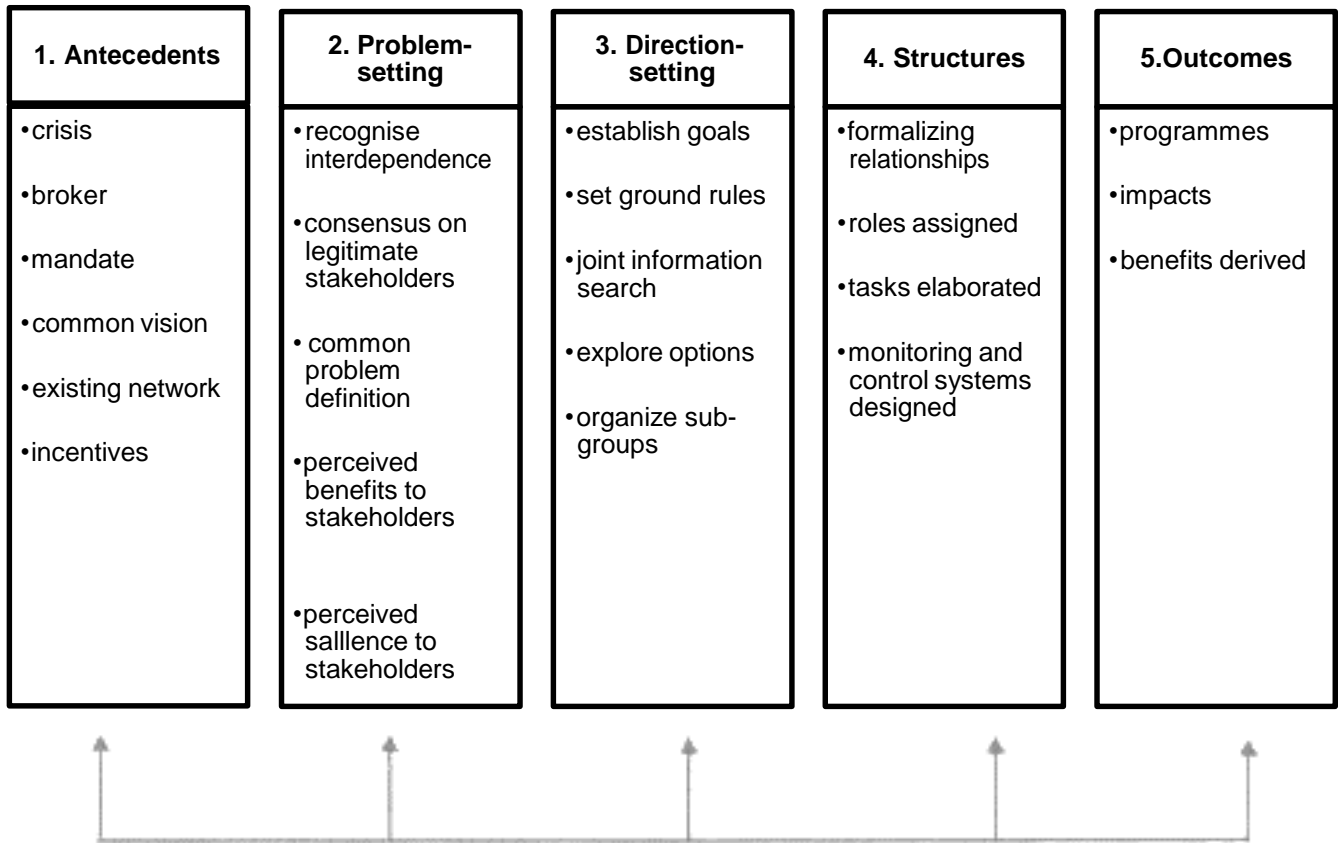 1. Antecedents
•crisis
•broker
•mandate
•common vision
•existing network
•incentives
2. Problem-
setting
•recognise
interdependence
•consensus on
legitimate
stakeholders
• common
problem
definition
•perceived
benefits to
stakeholders
•perceived
salllence to
stakeholders
3. Direction-
setting
•establish goals
•set ground rules
•joint information
search
•explore options
•organize sub-
groups
4. Structures
•formalizing
relationships
•roles assigned
•tasks elaborated
•monitoring and
control systems
designed
5.Outcomes
•programmes
•impacts
•benefits derived